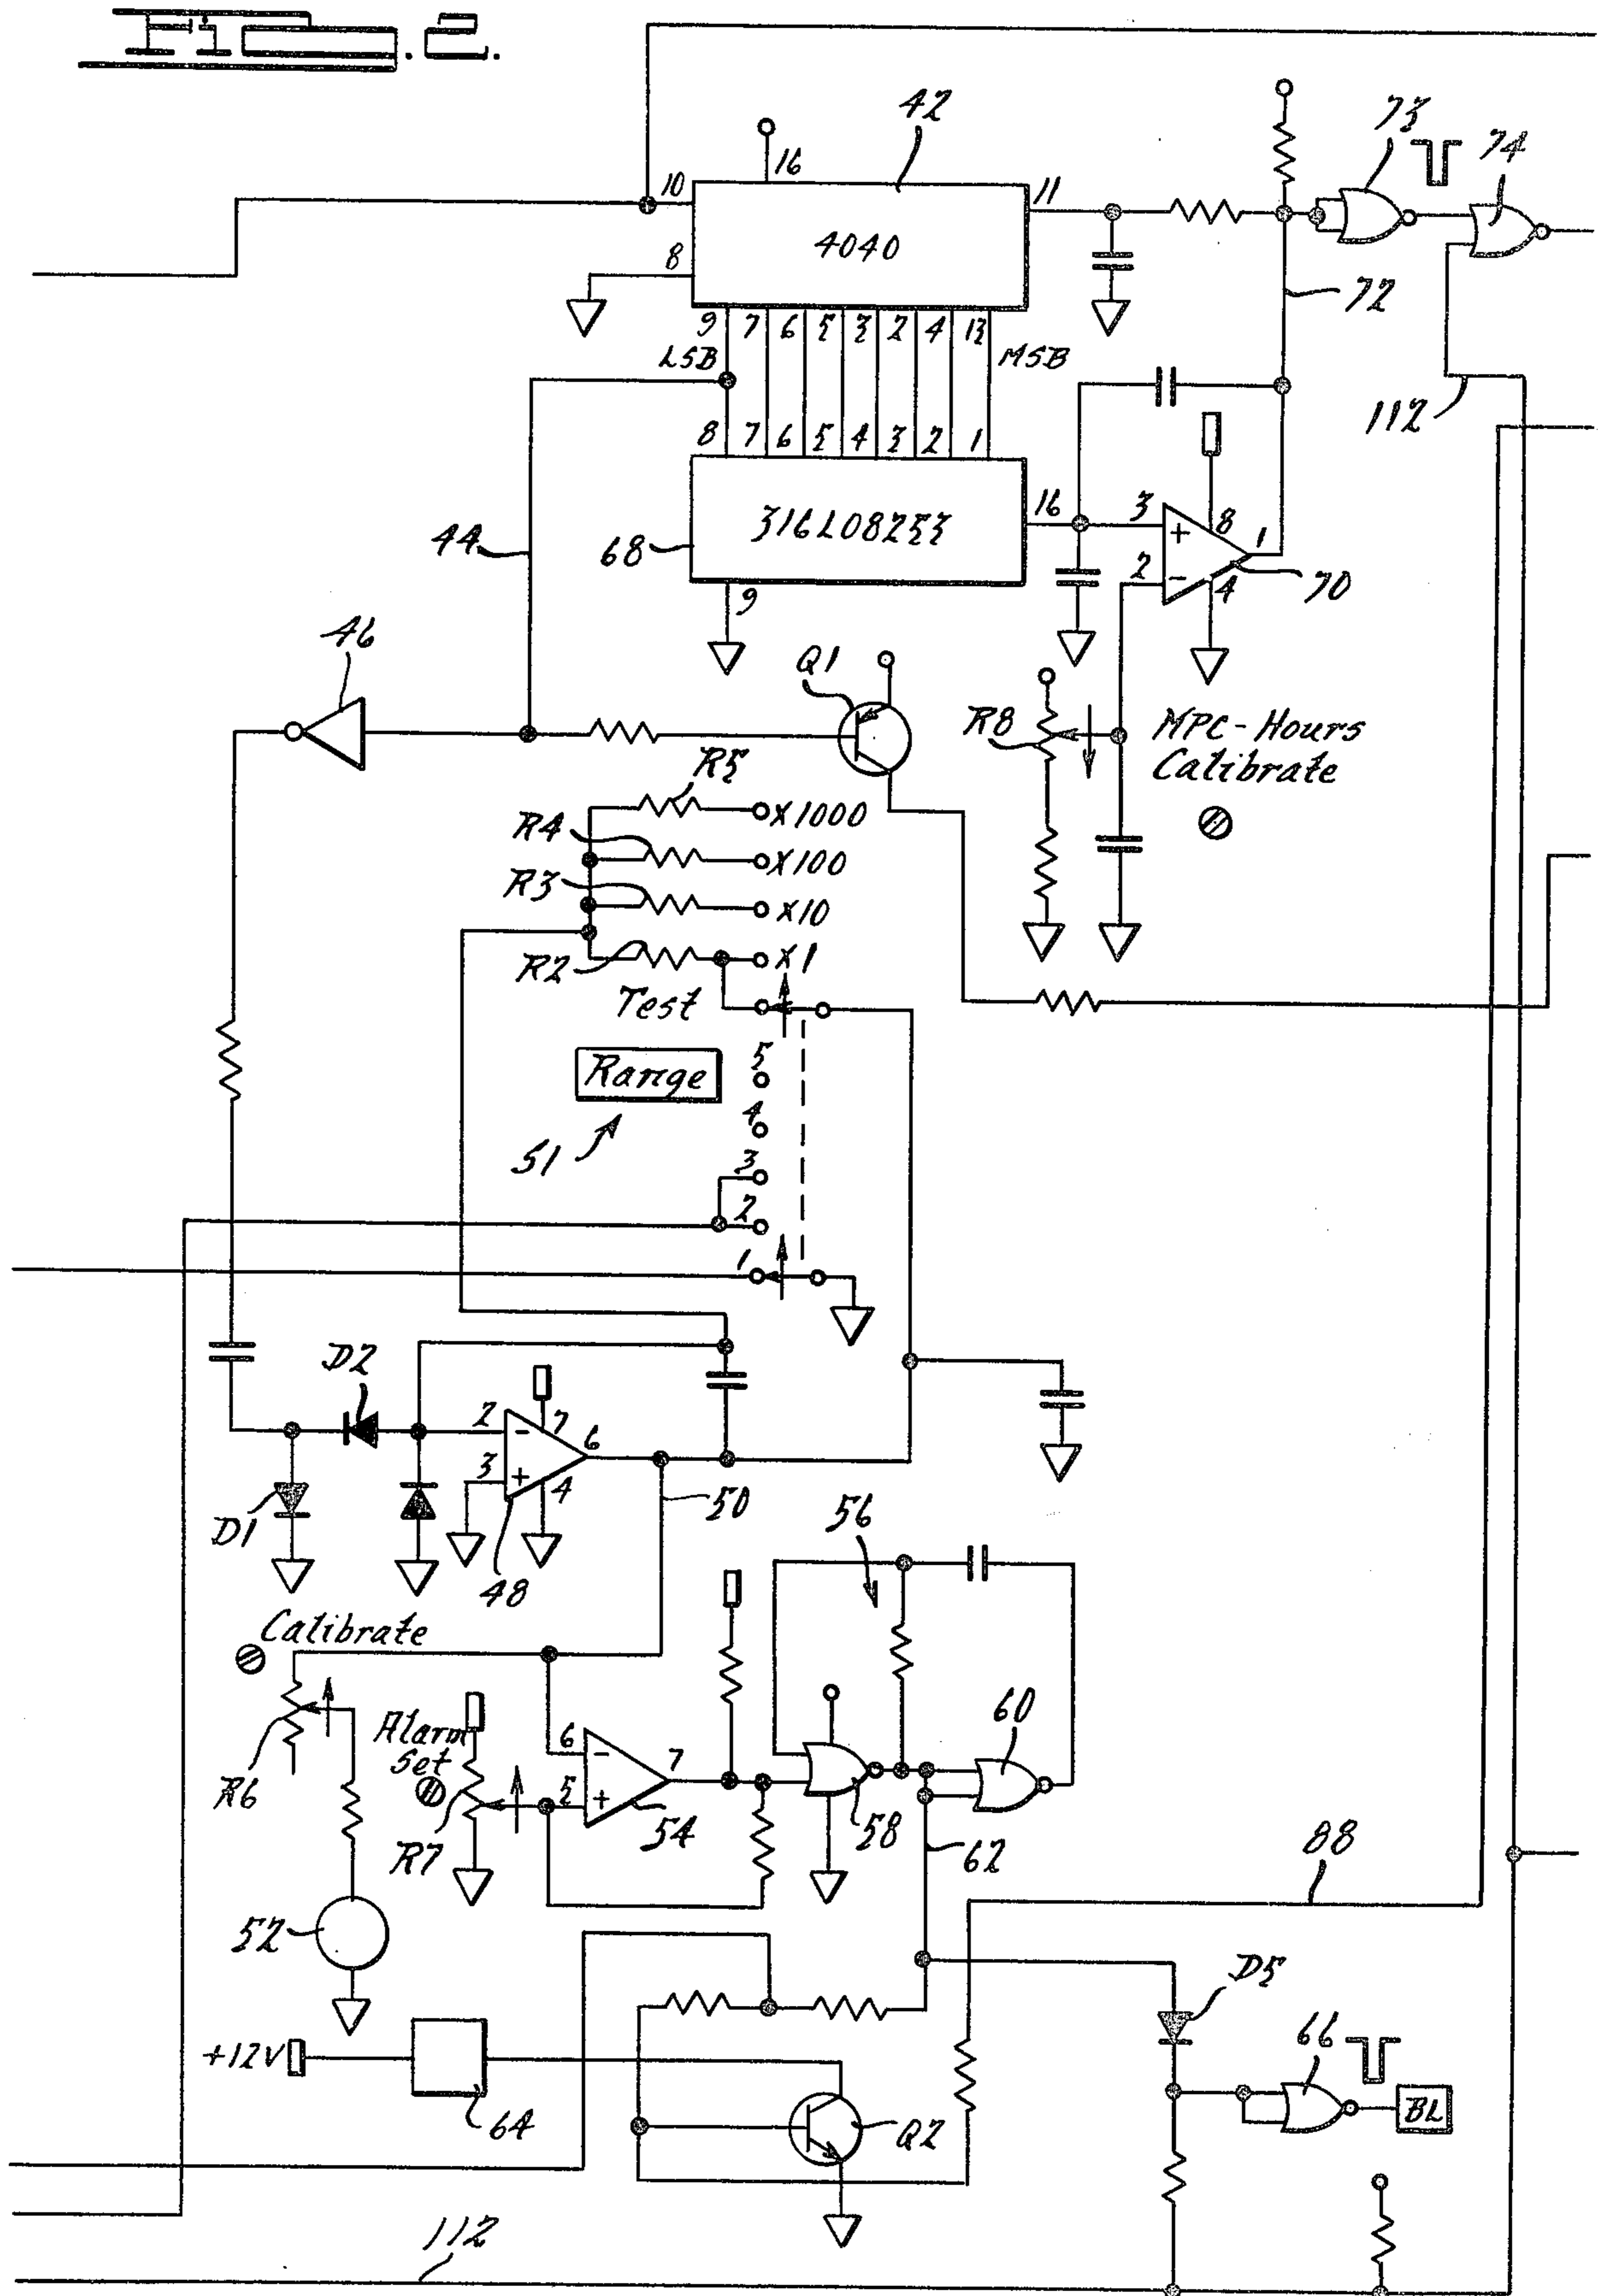 FIG. 2.
42
73
74
16
10
11
4040
8
72
9 7 6 5 3 2 4 13
LSB
MSB
112
8 7 6 5 4 3 2 1
44
68
316L08253
16
3
+
8
1
2
-
4
70
9
46
Q1
R8
MPC-Hours
Calibrate
R5
X1000
R4
X100
R3
X10
R2
X1
Test
5
Range
4
51
3
2
1
D2
2
-
7
6
3
+
4
D1
48
50
56
Calibrate
60
Alarm
Set
6
-
7
R6
5
+
54
58
R7
62
88
52
D5
+12V
66
64
Q2
BL
112